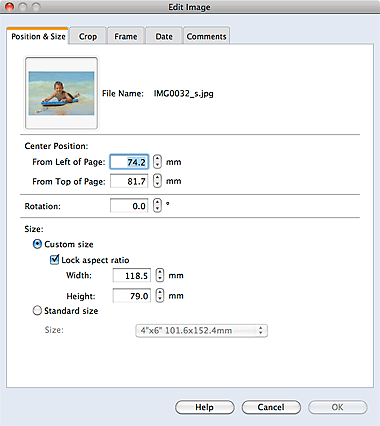 Edit Image
Position & Size Crop Frame Date Comments
File Name: IMG0032_s.jpg
Center Position:
From Left of Page: 74.2 mm
From Top of Page: 81.7 mm
Rotation: 0.0 °
Size:
Custom size
Lock aspect ratio
Width: 118.5 mm
Height: 79.0 mm
Standard size
Size: 4"x6" 101.6x152.4mm
Help Cancel OK